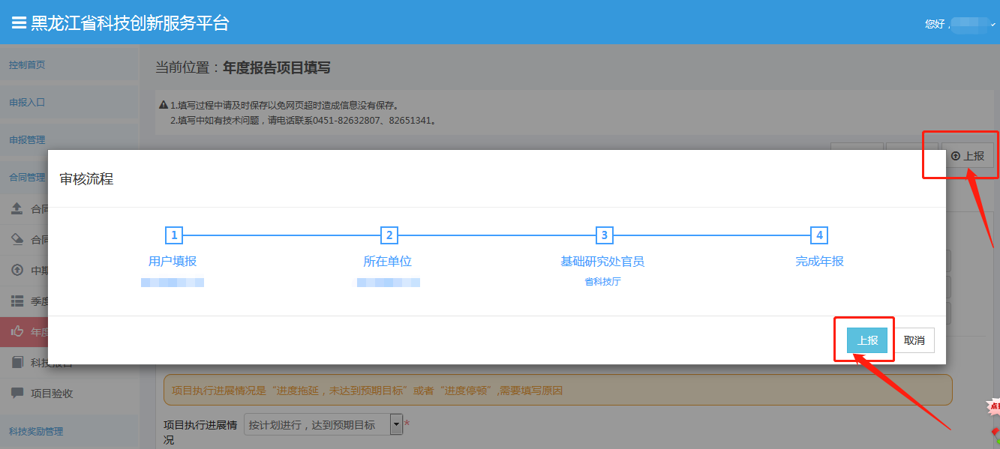 黑龙江省科技创新服务平台
您好，
控制首页
当前位置：年度报告项目填写
申报入口
1.填写过程中请及时保存以免网页超时造成信息没有保存。
2.填写中如有技术问题，请电话联系0451-82632807、82651341。
申报管理
上报
合同管理
审核流程
合同
1 2 3 4
合同
用户填报 所在单位 基础研究处官员 完成年报
中期
省科技厅
季度
年度
上报 取消
科技报告
项目执行进展情况是“进度拖延，未达到预期目标”或者“进度停顿”,需要填写原因
项目验收
项目执行进展情况
按计划进行，达到预期目标 *
科技奖励管理
点我